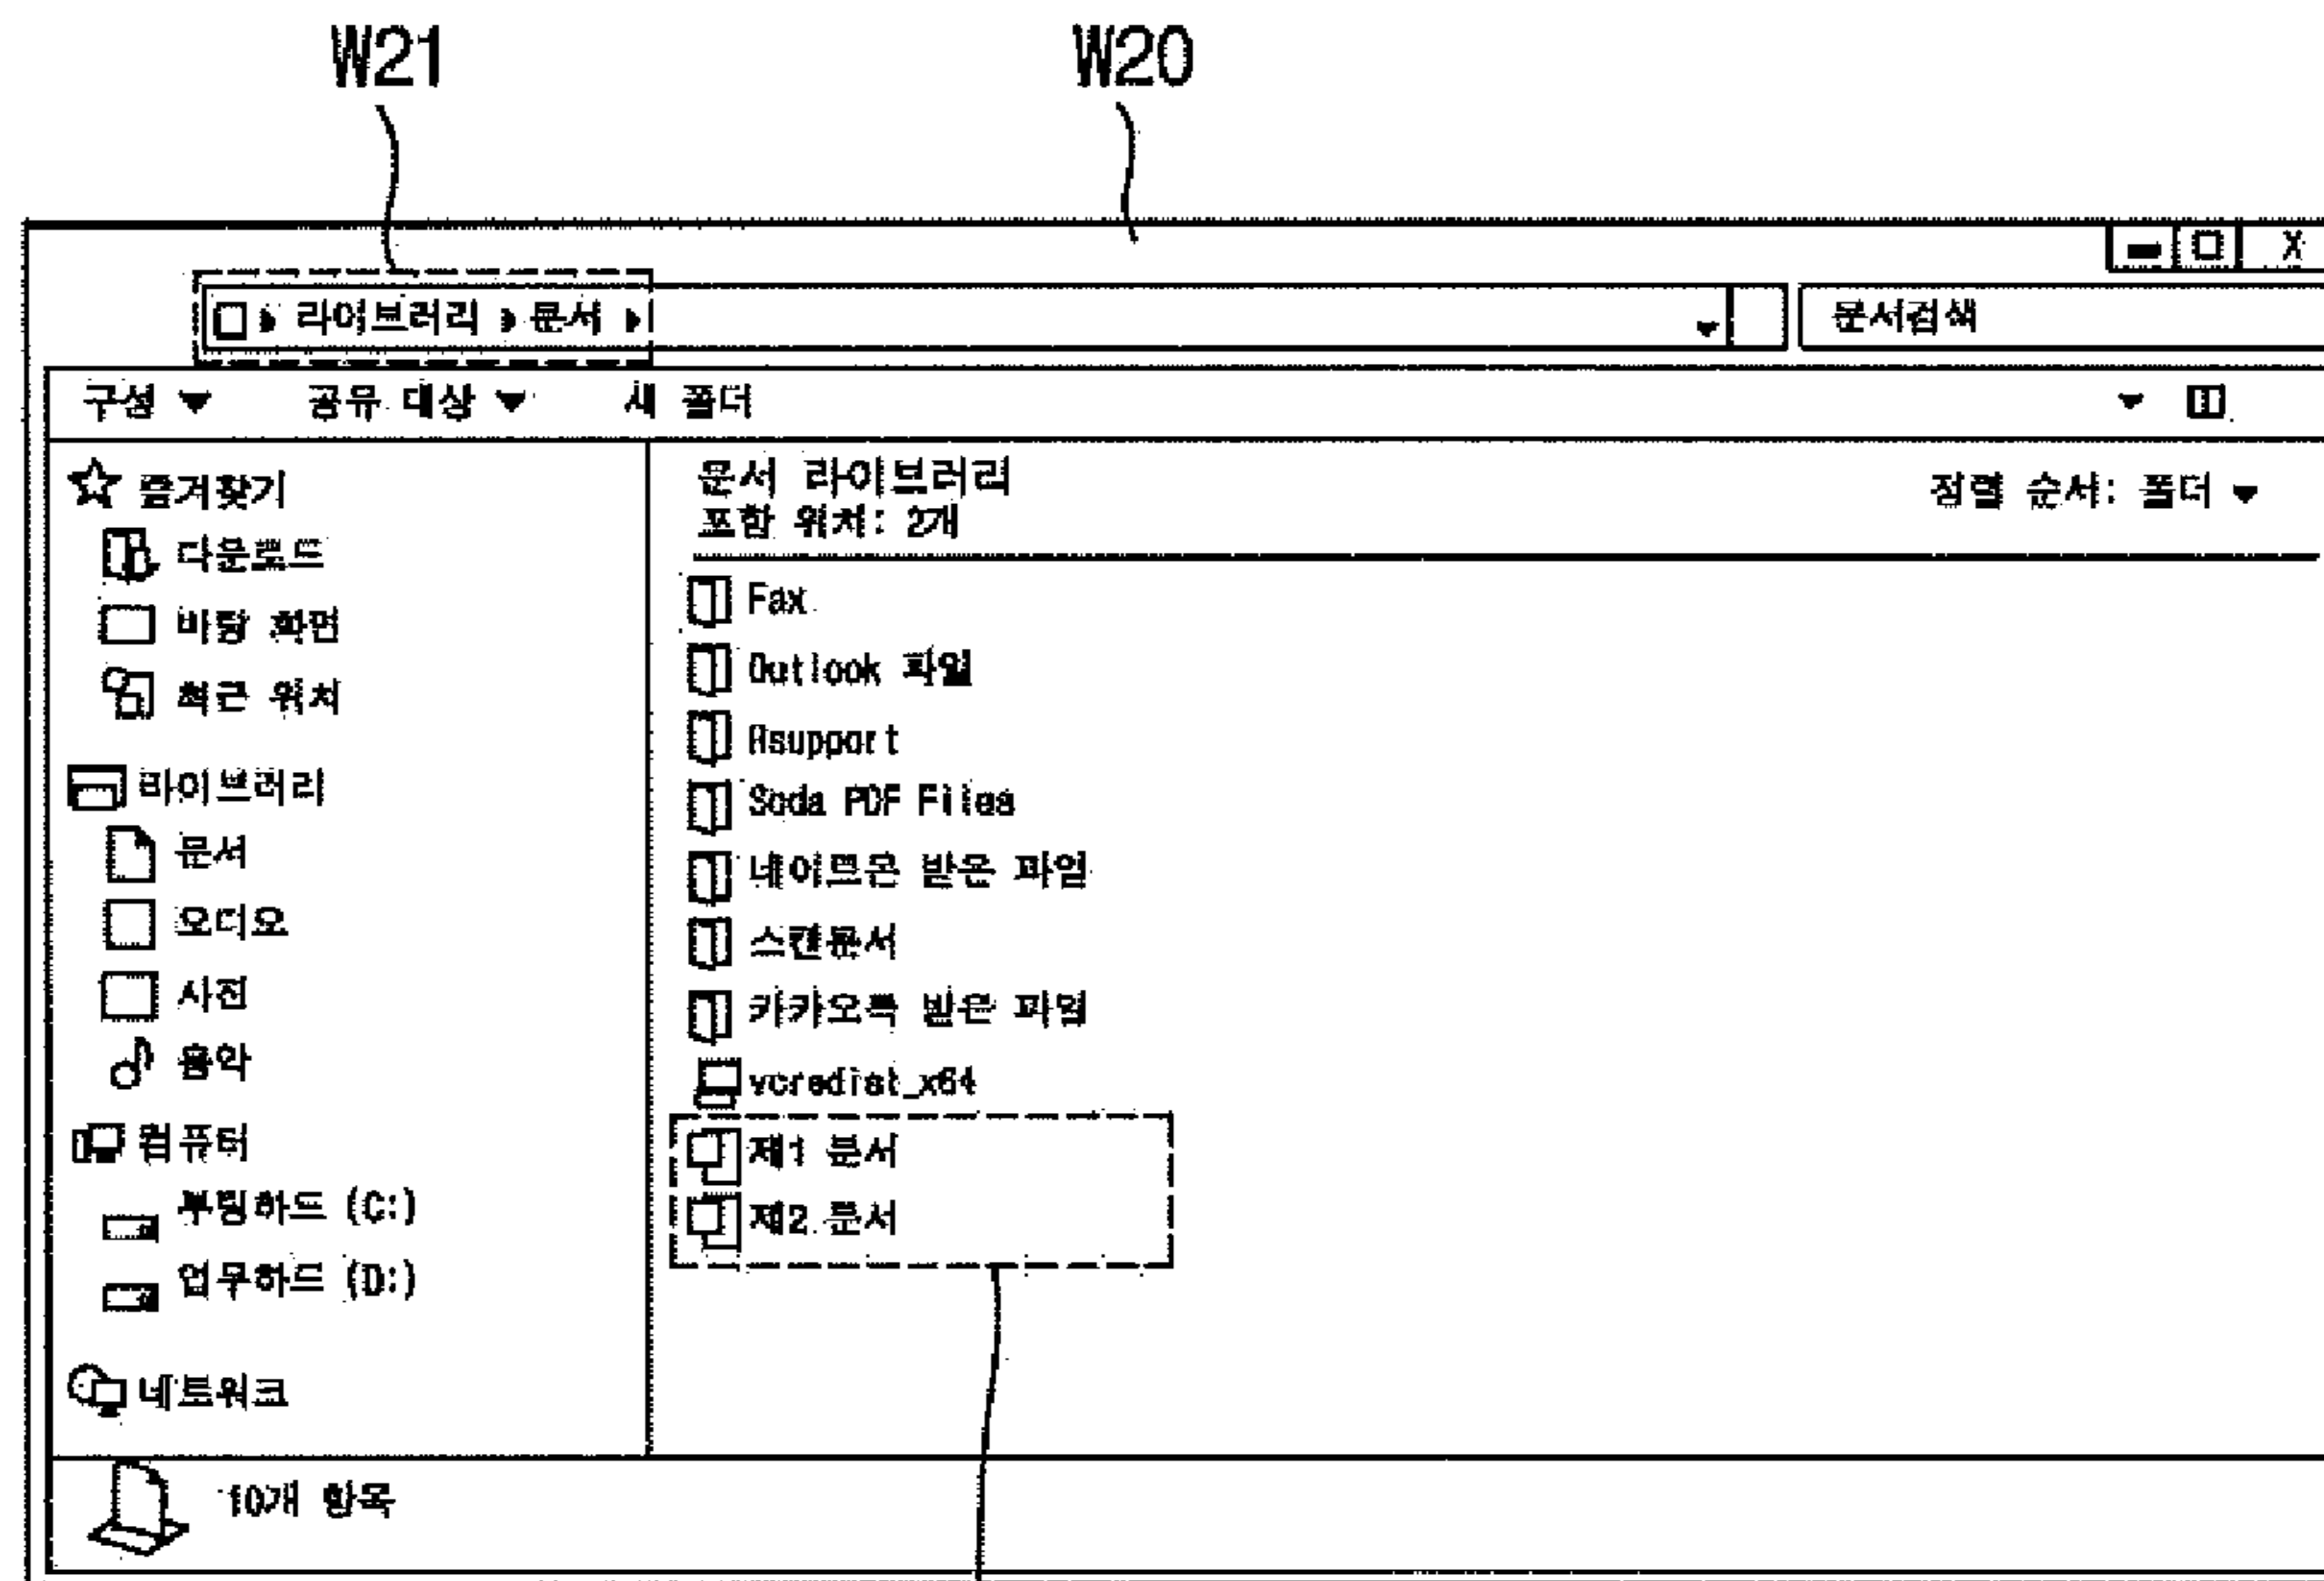 W21 W20
라이브러리 문서
문서검색
X
구성 공유 대상 새 폴더
즐겨찾기
다운로드
바탕 화면
최근 위치
라이브러리
문서
오디오
사진
음악
컴퓨터
부팅하드 (C:)
업무하드 (D:)
네트워크
문서 라이브러리
포함 위치: 2개
정렬 순서: 폴더
Fax
Outlook 파일
Rsupport
Soda PDF Files
네이트온 받은 파일
스캔문서
카카오톡 받은 파일
vcredist_x64
제1 문서
제2 문서
10개 항목